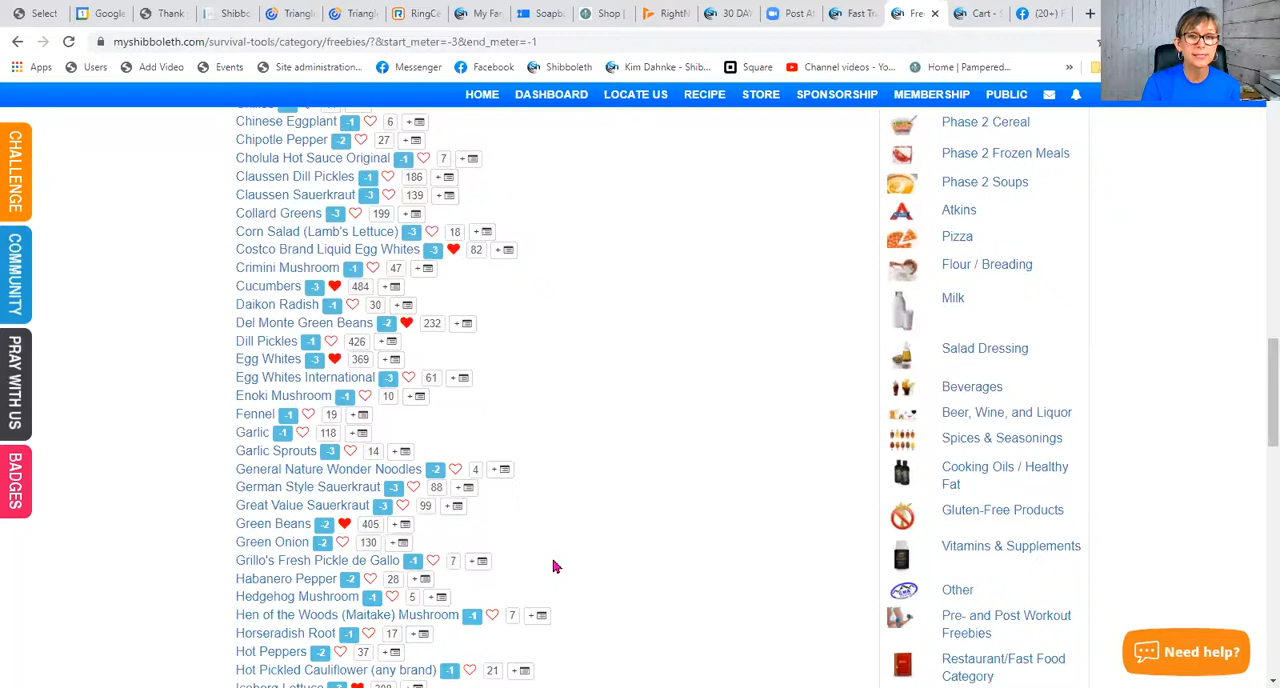 Select
Google
Thank
Shibbo
Triangle
Triangle
RingCe
My Far
Soapbo
Shop |
RightN
30 DAY
Post At
Fast Tra
Fre
Cart - S
(20+) F
myshibboleth.com/survival-tools/category/freebies/?&start_meter=-3&end_meter=-1
Apps Users Add Video Events Site administration... Messenger Faceb Shibboleth Kim Dahnke - Shib... Square Channel videos - Yo... Home | Pampered... »
HOME DASHBOARD LOCATE US RECIPE STORE SPONSORSHIP MEMBERSHIP PUBLIC
CHALLENGE
COMMUNITY
PRAY WITH US
BADGES
Chinese Eggplant -1 6 +
Chipotle Pepper -2 27 +
Cholula Hot Sauce Original -1 7 +
Claussen Dill Pickles -1 186 +
Claussen Sauerkraut -3 139 +
Collard Greens -3 199 +
Corn Salad (Lamb's Lettuce) -3 18 +
Costco Brand Liquid Egg Whites -3 82 +
Crimini Mushroom -1 47 +
Cucumbers -3 484 +
Daikon Radish -1 30 +
Del Monte Green Beans -2 232 +
Dill Pickles -1 426 +
Egg Whites -3 369 +
Egg Whites International -3 61 +
Enoki Mushroom -1 10 +
Fennel -1 19 +
Garlic -1 118 +
Garlic Sprouts -3 14 +
General Nature Wonder Noodles -2 4 +
German Style Sauerkraut -3 88 +
Great Value Sauerkraut -3 99 +
Green Beans -2 405 +
Green Onion -2 130 +
Grillo's Fresh Pickle de Gallo -1 7 +
Habanero Pepper -2 28 +
Hedgehog Mushroom -1 5 +
Hen of the Woods (Maitake) Mushroom -1 7 +
Horseradish Root -1 17 +
Hot Peppers -2 37 +
Hot Pickled Cauliflower (any brand) -1 21 +
Iceberg Lettuce
Phase 2 Cereal
Phase 2 Frozen Meals
Phase 2 Soups
Atkins
Pizza
Flour / Breading
Milk
Salad Dressing
Beverages
Beer, Wine, and Liquor
Spices & Seasonings
Cooking Oils / Healthy
Fat
Gluten-Free Products
Vitamins & Supplements
Other
Pre- and Post Workout
Freebies
Restaurant/Fast Food
Category
Need help?